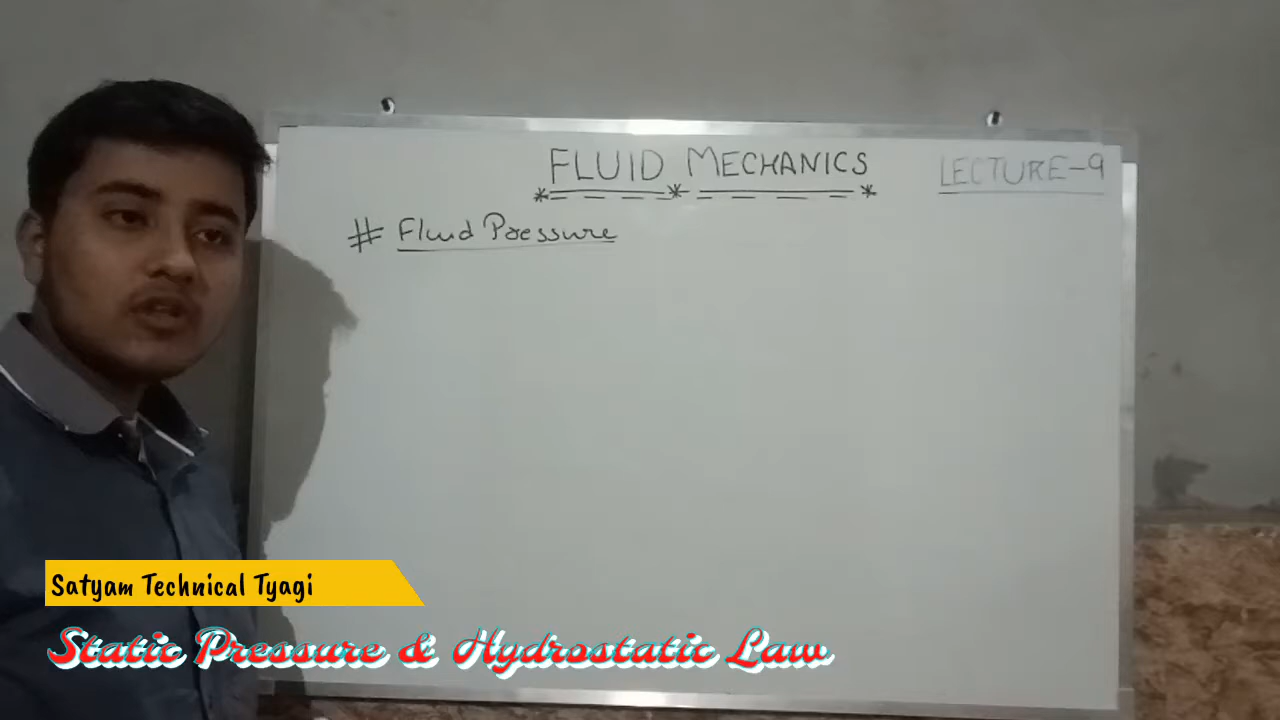 FLUID MECHANICS
LECTURE-9
# Fluid Pressure
Satyam Technical Tyagi
Static Pressure & Hydrostatic Law